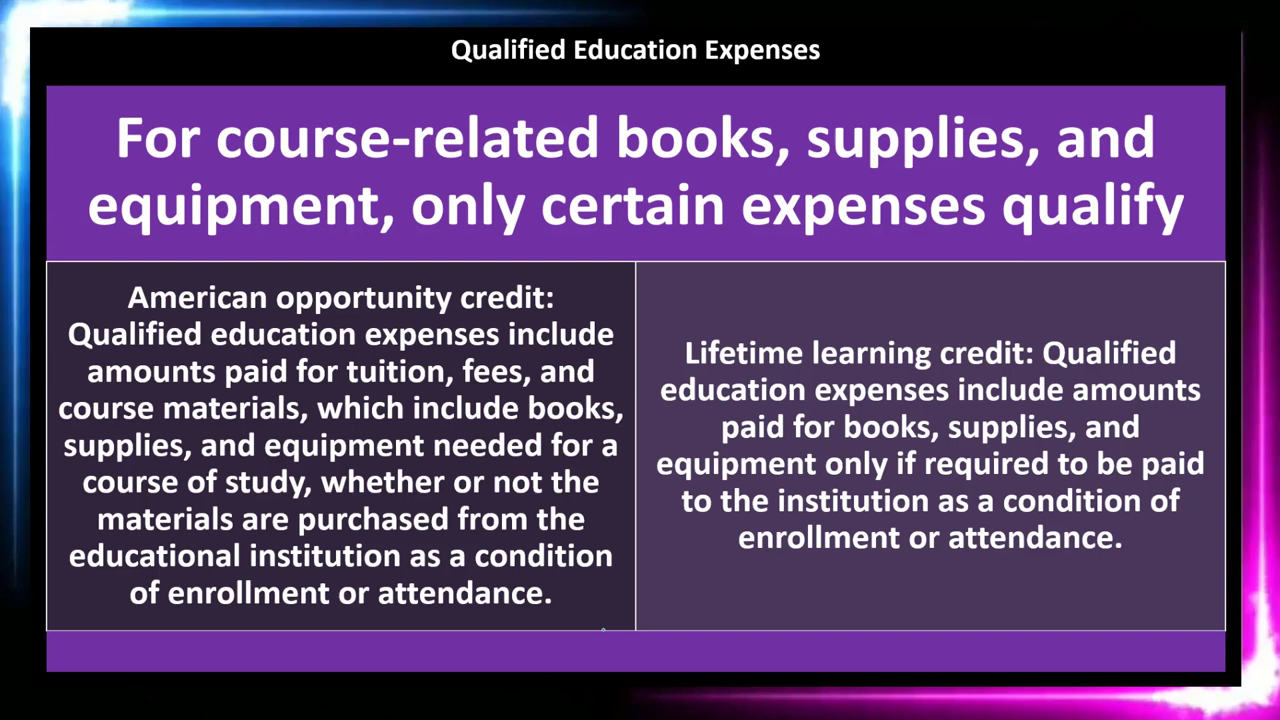 Qualified Education Expenses
For course-related books, supplies, and
equipment, only certain expenses qualify
American opportunity credit:
Qualified education expenses include
amounts paid for tuition, fees, and
course materials, which include books,
supplies, and equipment needed for a
course of study, whether or not the
materials are purchased from the
educational institution as a condition
of enrollment or attendance.
Lifetime learning credit: Qualified
education expenses include amounts
paid for books, supplies, and
equipment only if required to be paid
to the institution as a condition of
enrollment or attendance.